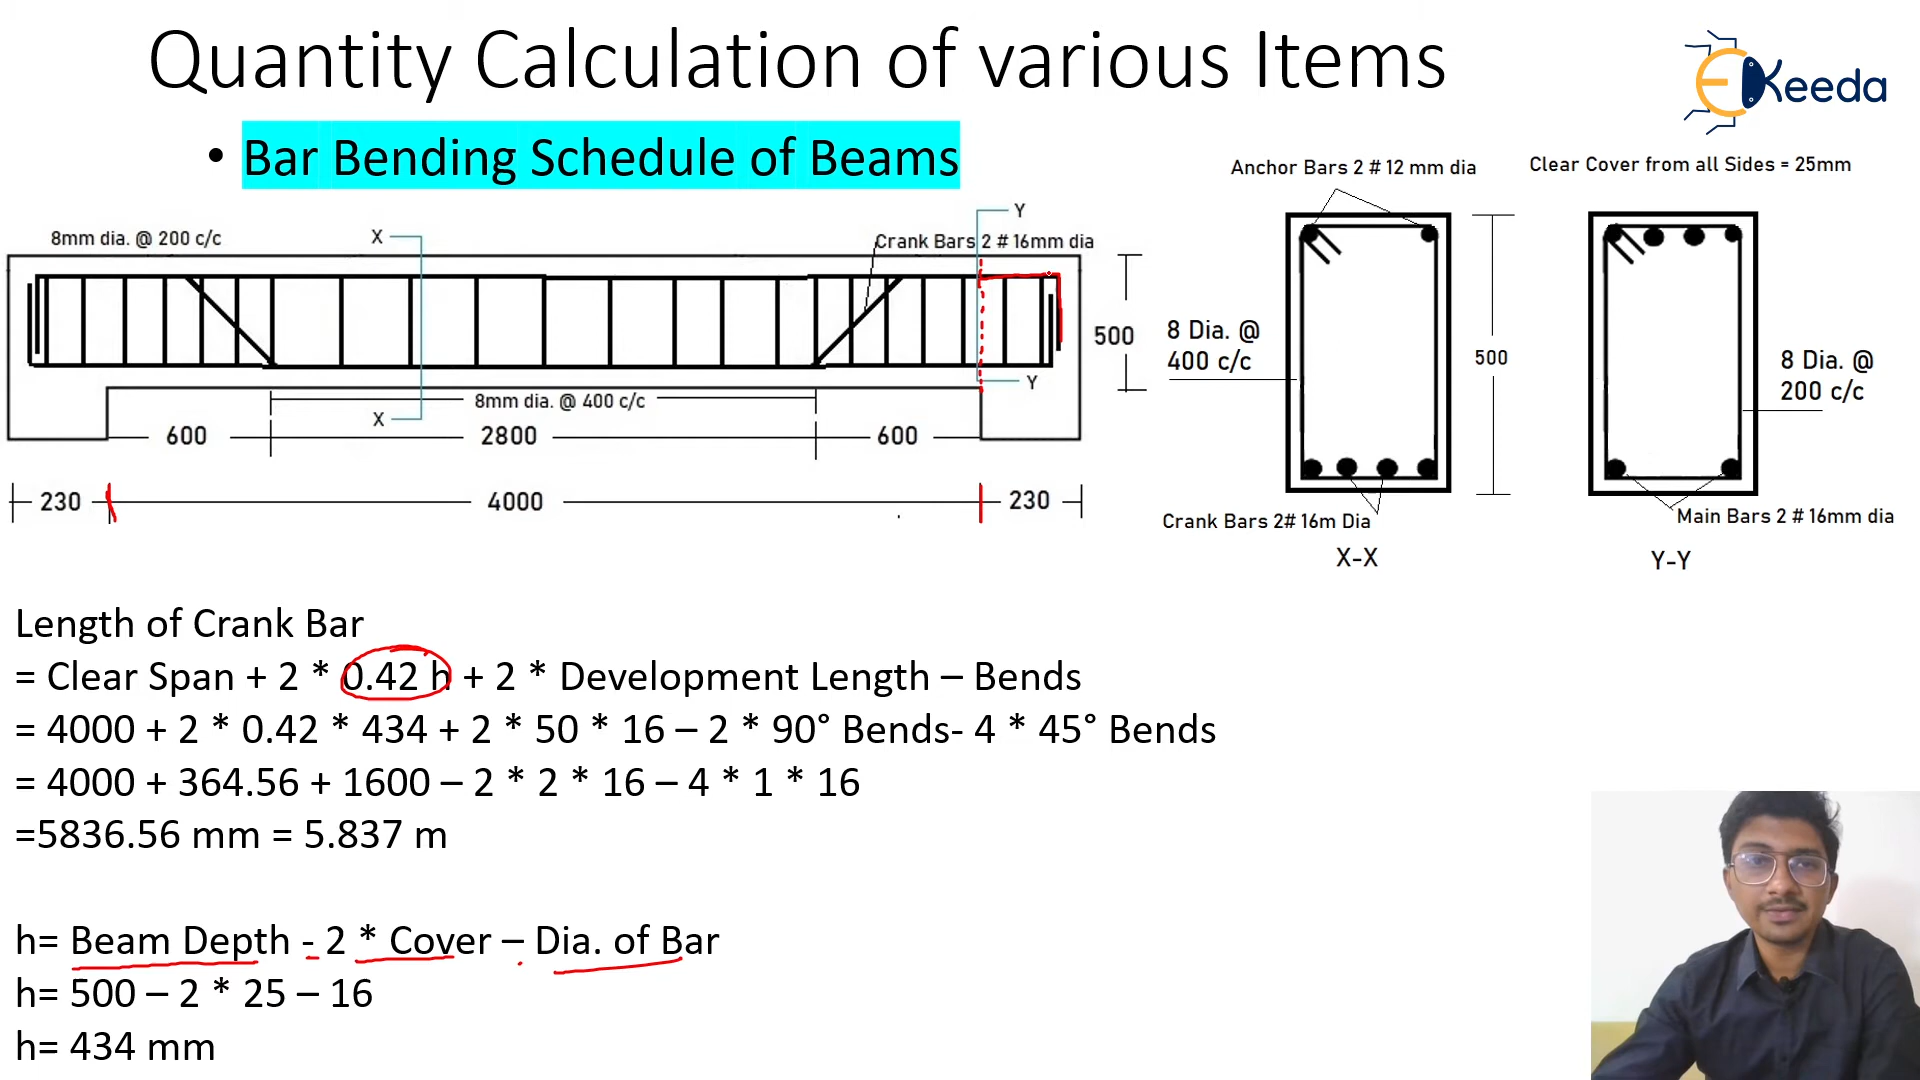 Quantity Calculation of various Items
EKeeda
• Bar Bending Schedule of Beams
Anchor Bars 2 # 12 mm dia
Clear Cover from all Sides = 25mm
8mm dia. @ 200 c/c
X
Y
Crank Bars 2 # 16mm dia
500
8 Dia. @
400 c/c
500
8 Dia. @
200 c/c
Y
8mm dia. @ 400 c/c
X
600
2800
600
230
4000
230
Crank Bars 2# 16m Dia
Main Bars 2 # 16mm dia
X-X
Y-Y
Length of Crank Bar
= Clear Span + 2 * 0.42 h + 2 * Development Length – Bends
= 4000 + 2 * 0.42 * 434 + 2 * 50 * 16 – 2 * 90° Bends- 4 * 45° Bends
= 4000 + 364.56 + 1600 – 2 * 2 * 16 – 4 * 1 * 16
=5836.56 mm = 5.837 m
h= Beam Depth - 2 * Cover – Dia. of Bar
h= 500 – 2 * 25 – 16
h= 434 mm